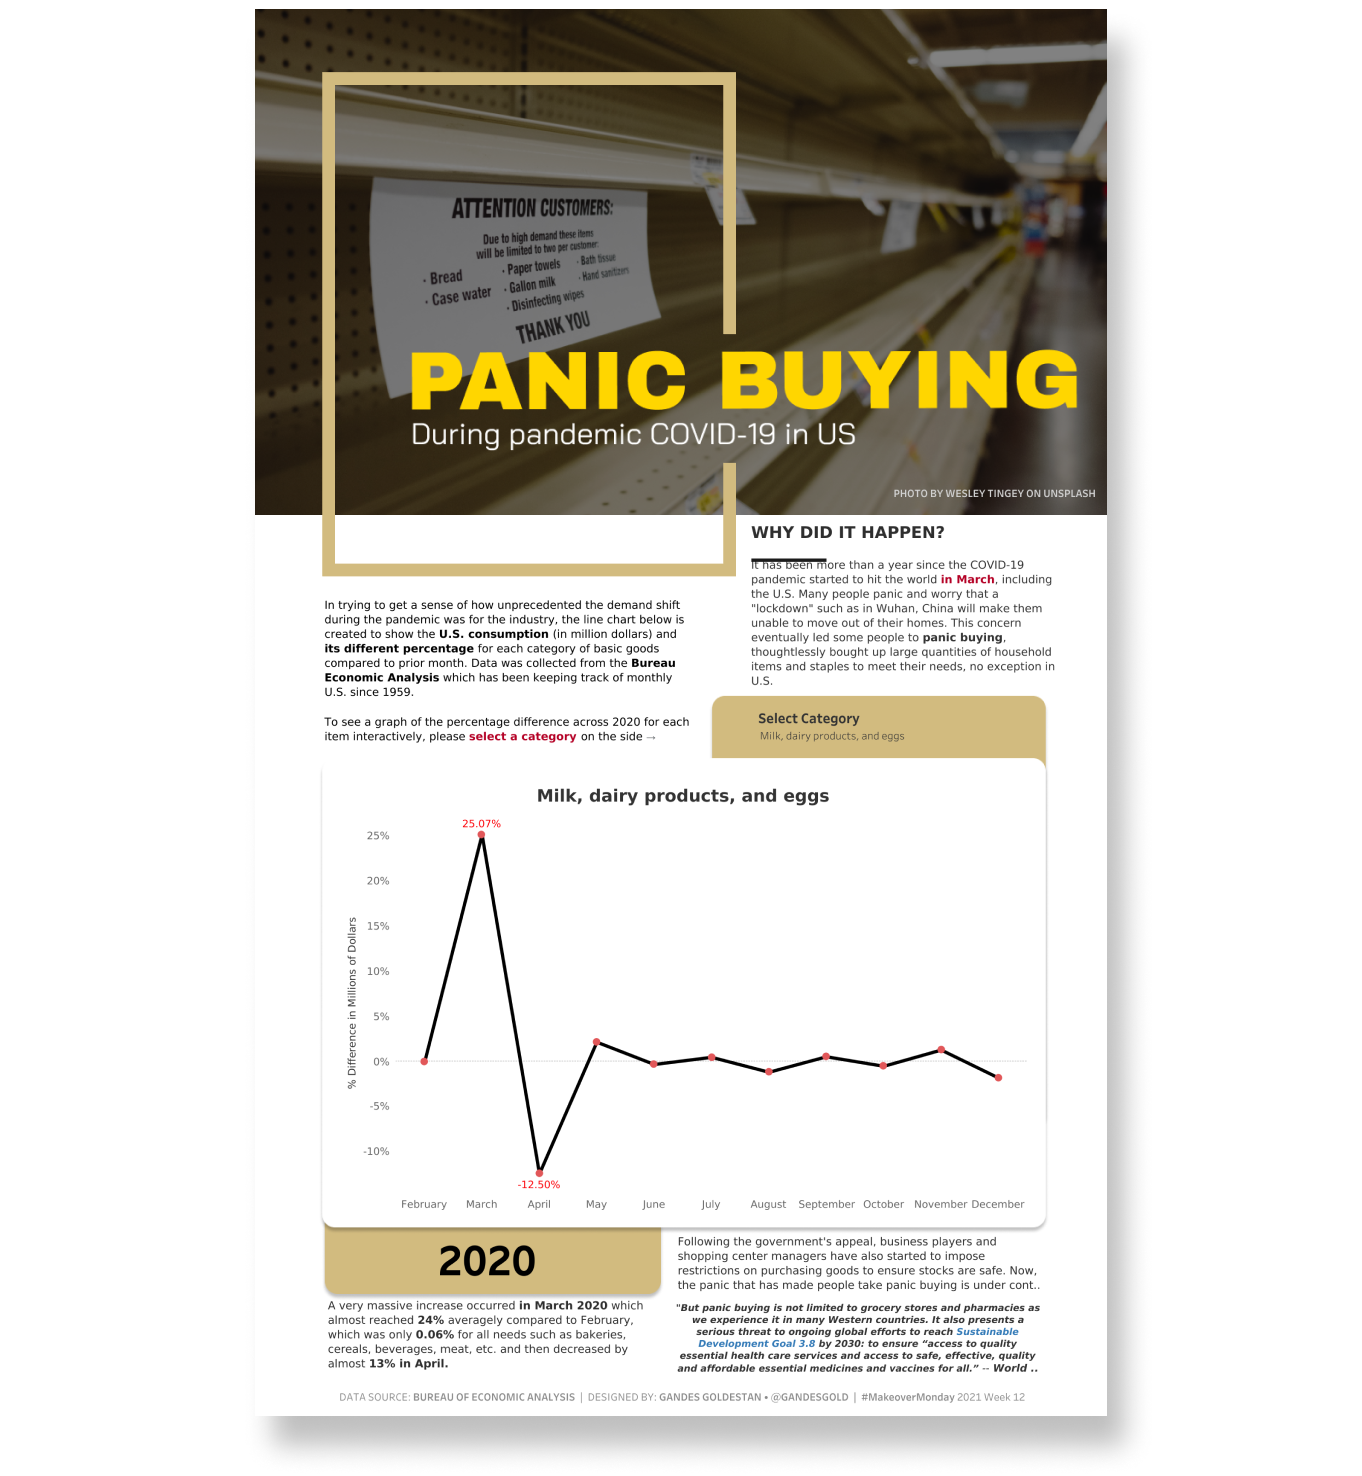 ATTENTION CUSTOMERS:
Due to high demand these items
will be limited to two per customer:
· Bread
· Case water
· Paper towels
· Gallon milk
· Disinfecting wipes
· Bath tissue
· Hand sanitizers
THANK YOU
PANIC BUYING
During pandemic COVID-19 in US
PHOTO BY WESLEY TINGEY ON UNSPLASH
WHY DID IT HAPPEN?
It has been more than a year since the COVID-19
pandemic started to hit the world in March, including
the U.S. Many people panic and worry that a
"lockdown" such as in Wuhan, China will make them
unable to move out of their homes. This concern
eventually led some people to panic buying,
thoughtlessly bought up large quantities of household
items and staples to meet their needs, no exception in
U.S.
In trying to get a sense of how unprecedented the demand shift
during the pandemic was for the industry, the line chart below is
created to show the U.S. consumption (in million dollars) and
its different percentage for each category of basic goods
compared to prior month. Data was collected from the Bureau
Economic Analysis which has been keeping track of monthly
U.S. since 1959.
To see a graph of the percentage difference across 2020 for each
item interactively, please select a category on the side →
Select Category
Milk, dairy products, and eggs
Milk, dairy products, and eggs
% Difference in Millions of Dollars
25%
20%
15%
10%
5%
0%
-5%
-10%
25.07%
-12.50%
February March April May June July August September October November December
2020
A very massive increase occurred in March 2020 which
almost reached 24% averagely compared to February,
which was only 0.06% for all needs such as bakeries,
cereals, beverages, meat, etc. and then decreased by
almost 13% in April.
Following the government's appeal, business players and
shopping center managers have also started to impose
restrictions on purchasing goods to ensure stocks are safe. Now,
the panic that has made people take panic buying is under cont..
"But panic buying is not limited to grocery stores and pharmacies as
we experience it in many Western countries. It also presents a
serious threat to ongoing global efforts to reach Sustainable
Development Goal 3.8 by 2030: to ensure “access to quality
essential health care services and access to safe, effective, quality
and affordable essential medicines and vaccines for all.” -- World ..
DATA SOURCE: BUREAU OF ECONOMIC ANALYSIS | DESIGNED BY: GANDES GOLDESTAN • @GANDESGOLD | #MakeoverMonday 2021 Week 12